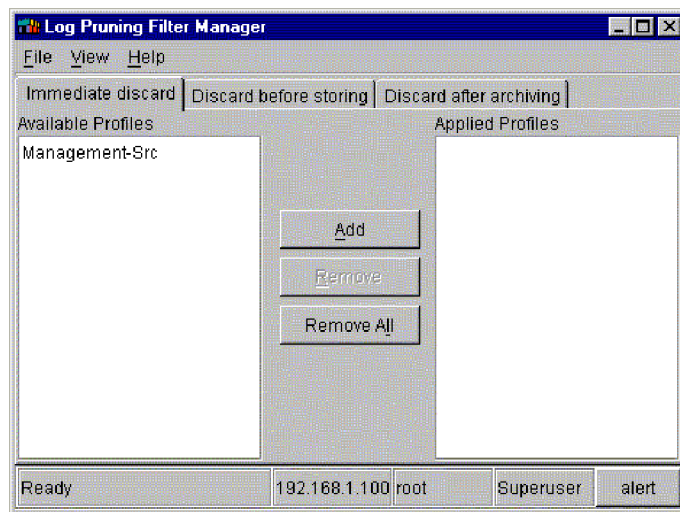 Log Pruning Filter Manager
File View Help
Immediate discard Discard before storing Discard after archiving
Available Profiles Applied Profiles
Management-Src
Add
Remove
Remove All
Ready 192.168.1.100 root Superuser alert